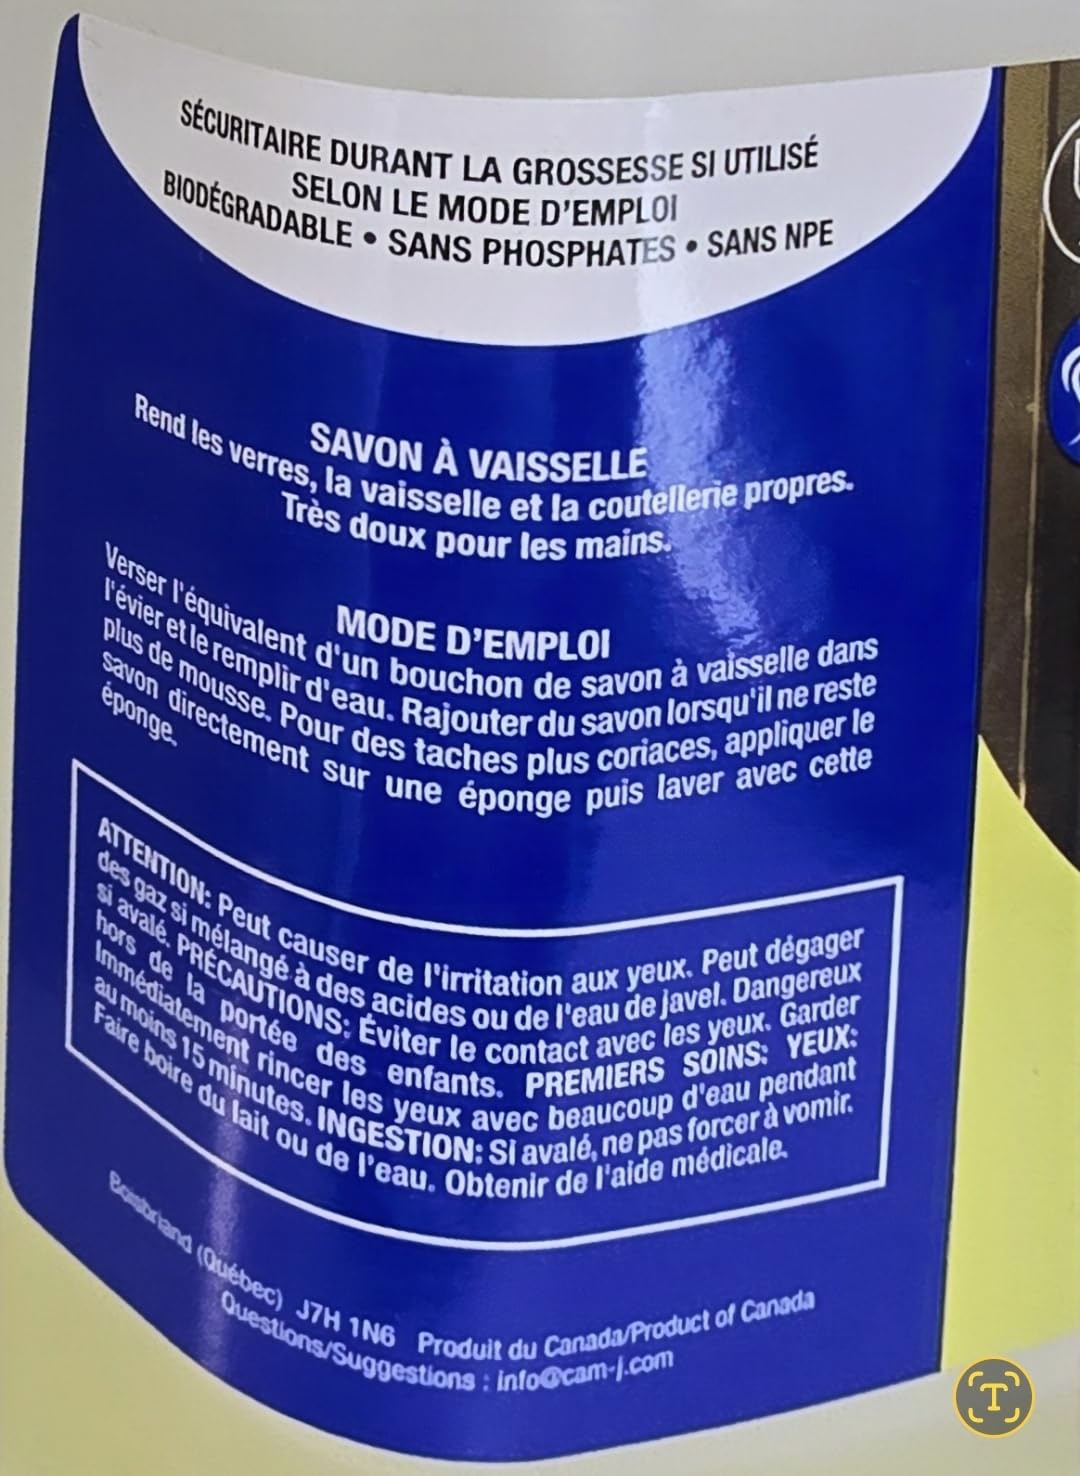 SÉCURITAIRE DURANT LA GROSSESSE SI UTILISÉ
SELON LE MODE D'EMPLOI
BIODÉGRADABLE • SANS PHOSPHATES • SANS NPE
SAVON À VAISSELLE
Rend les verres, la vaisselle et la coutellerie propres.
Très doux pour les mains.
MODE D'EMPLOI
Verser l'équivalent d'un bouchon de savon à vaisselle dans
l'évier et le remplir d'eau. Rajouter du savon lorsqu'il ne reste
plus de mousse. Pour des taches plus coriaces, appliquer le
savon directement sur une éponge puis laver avec cette
éponge.
ATTENTION: Peut causer de l'irritation aux yeux. Peut dégager
des gaz si mélangé à des acides ou de l'eau de javel. Dangereux
si avalé. PRÉCAUTIONS: Éviter le contact avec les yeux. Garder
hors de la portée des enfants. PREMIERS SOINS: YEUX:
Immédiatement rincer les yeux avec beaucoup d'eau pendant
au moins 15 minutes. INGESTION: Si avalé, ne pas forcer à vomir.
Faire boire du lait ou de l'eau. Obtenir de l'aide médicale.
Boisbriand (Québec) J7H 1N6 Produit du Canada/Product of Canada
Questions/Suggestions : info@cam-j.com